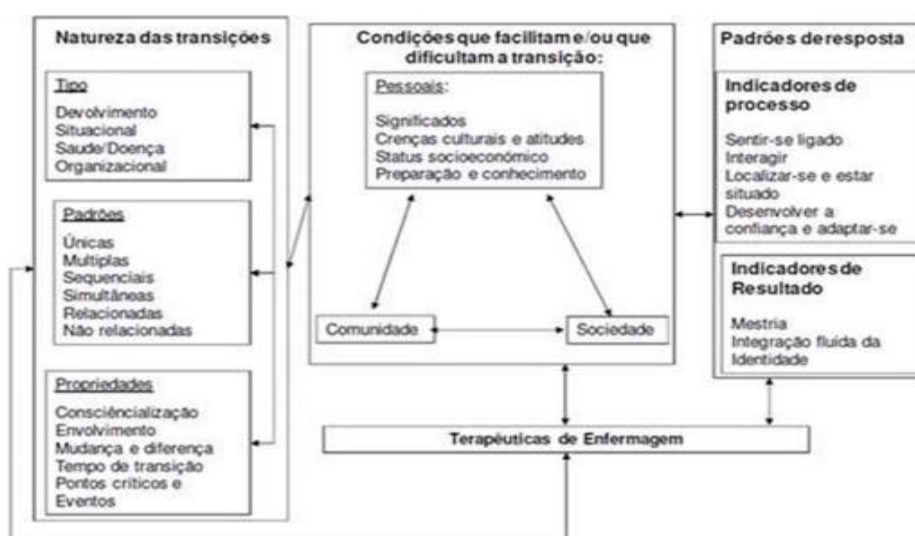 Natureza das transições
Tipo
Devolvimento
Situacional
Saude/Doença
Organizacional
Padrões
Únicas
Multiplas
Sequenciais
Simultâneas
Relacionadas
Não relacionadas
Propriedades
Consciêncialização
Envolvimento
Mudança e diferença
Tempo de transição
Pontos críticos e
Eventos
Condições que facilitam e/ou que
dificultam a transição:
Pessoais:
Significados
Crenças culturais e atitudes
Status socioeconómico
Preparação e conhecimento
Comunidade
Sociedade
Padrões de resposta
Indicadores de
processo
Sentir-se ligado
Interagir
Localizar-se e estar
situado
Desenvolver a
confiança e adaptar-se
Indicadores de
Resultado
Mestria
Integração fluída da
Identidade
Terapêuticas de Enfermagem